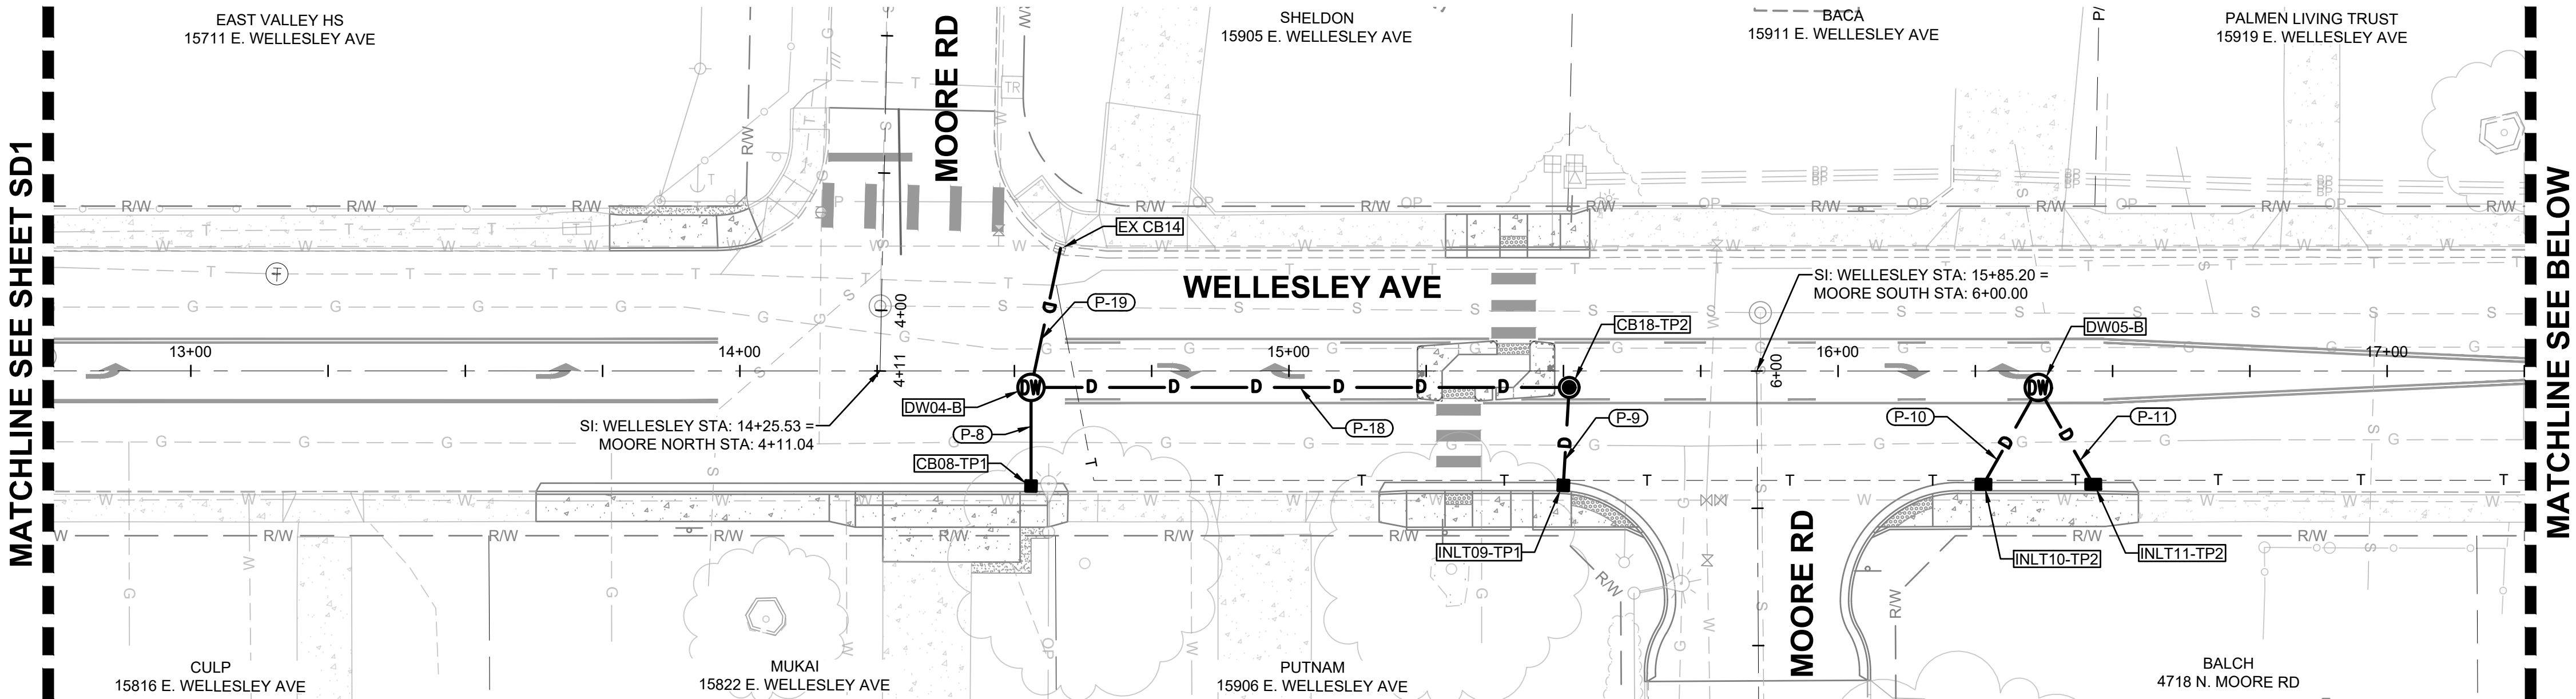 EAST VALLEY HS
15711 E. WELLESLEY AVE
SHELDON
15905 E. WELLESLEY AVE
BACA
15911 E. WELLESLEY AVE
PALMEN LIVING TRUST
15919 E. WELLESLEY AVE
MATCHLINE SEE SHEET SD1
MOORE RD
R/W
TR
P/
R/W
R/W
R/W
R/W
R/W
R/W
R/W
R/W
R/W
R/W
EX CB14
WELLESLEY AVE
P-19
SI: WELLESLEY STA: 15+85.20 =
MOORE SOUTH STA: 6+00.00
CB18-TP2
DW05-B
4+00
4+11
13+00
14+00
15+00
6+00
16+00
17+00
DW
D
D
D
D
D
D
D
DW
DW04-B
P-8
SI: WELLESLEY STA: 14+25.53 =
MOORE NORTH STA: 4+11.04
P-18
P-9
D
P-10
D
D
P-11
CB08-TP1
T
T
T
T
T
T
T
T
T
T
T
INLT09-TP1
INLT10-TP2
INLT11-TP2
R/W
R/W
R/W
R/W
R/W
R/W
R/W
R/W
R/W
MOORE RD
CULP
15816 E. WELLESLEY AVE
MUKAI
15822 E. WELLESLEY AVE
PUTNAM
15906 E. WELLESLEY AVE
BALCH
4718 N. MOORE RD
MATCHLINE SEE BELOW